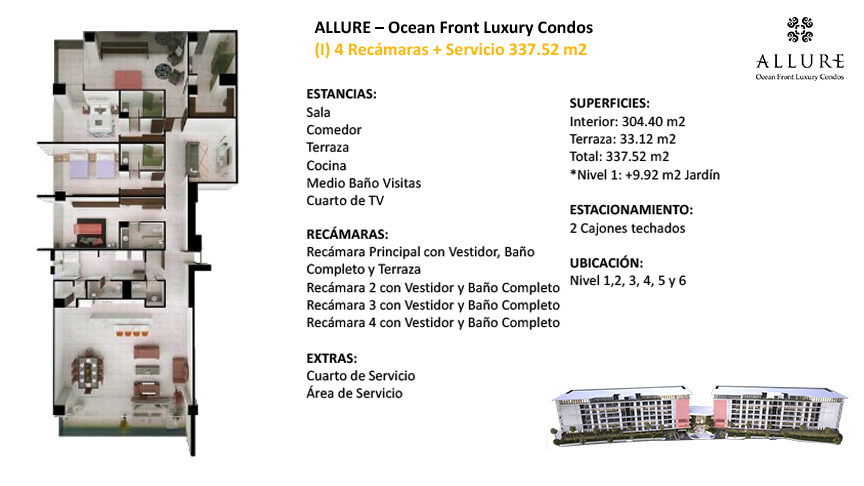 ALLURE – Ocean Front Luxury Condos
(I) 4 Recámaras + Servicio 337.52 m2
ALLURE
Ocean Front Luxury Condos
ESTANCIAS:
Sala
Comedor
Terraza
Cocina
Medio Baño Visitas
Cuarto de TV
RECÁMARAS:
Recámara Principal con Vestidor, Baño
Completo y Terraza
Recámara 2 con Vestidor y Baño Completo
Recámara 3 con Vestidor y Baño Completo
Recámara 4 con Vestidor y Baño Completo
EXTRAS:
Cuarto de Servicio
Área de Servicio
SUPERFICIES:
Interior: 304.40 m2
Terraza: 33.12 m2
Total: 337.52 m2
*Nivel 1: +9.92 m2 Jardín
ESTACIONAMIENTO:
2 Cajones techados
UBICACIÓN:
Nivel 1,2, 3, 4, 5 y 6